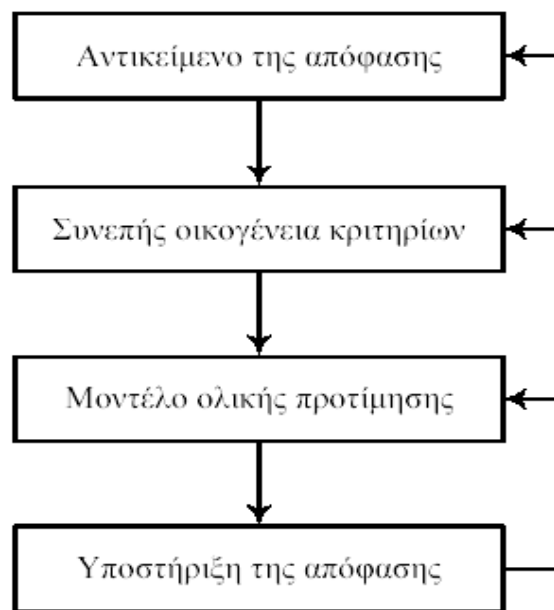 Αντικείμενο της απόφασης
Συνεπής οικογένεια κριτηρίων
Μοντέλο ολικής προτίμησης
Υποστήριξη της απόφασης